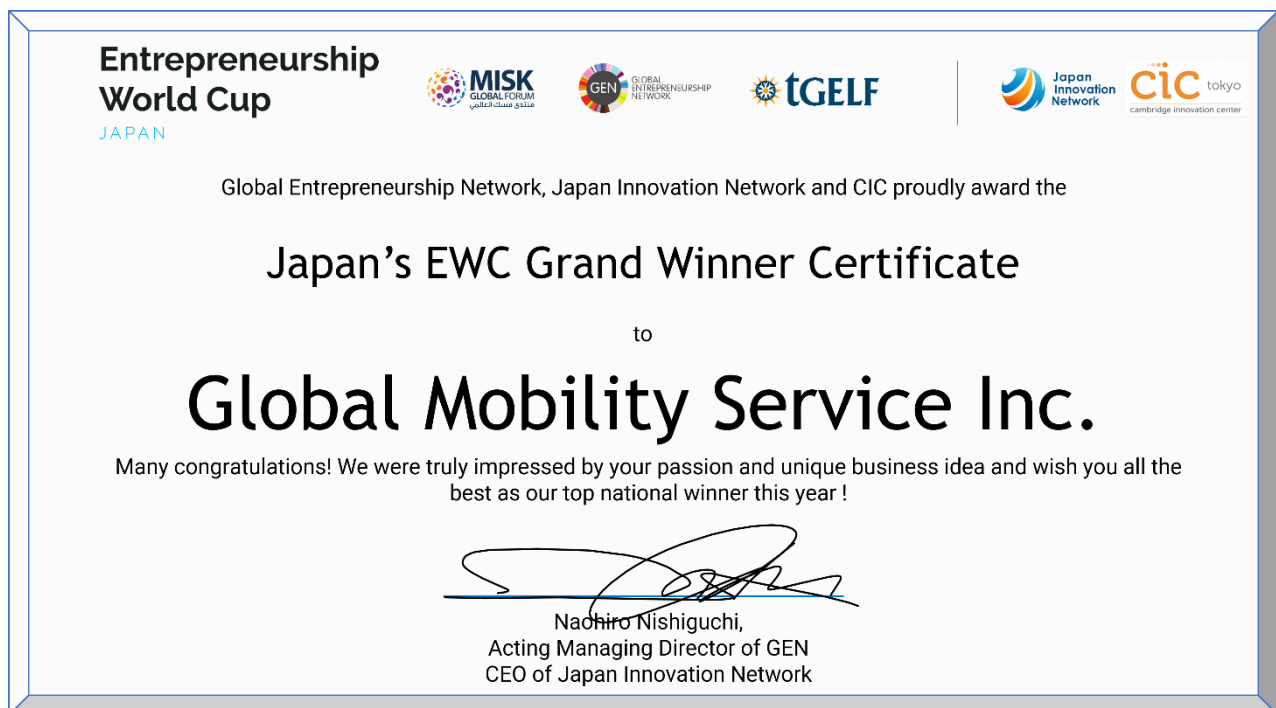 Entrepreneurship
World Cup
JAPAN
MISK
GLOBAL FORUM
منتدى مسك العالمي
GEN
GLOBAL
ENTREPRENEURSHIP
NETWORK
tGELF
Japan
Innovation
Network
CIC tokyo
cambridge innovation center
Global Entrepreneurship Network, Japan Innovation Network and CIC proudly award the
Japan's EWC Grand Winner Certificate
to
Global Mobility Service Inc.
Many congratulations! We were truly impressed by your passion and unique business idea and wish you all the
best as our top national winner this year !
Naohiro Nishiguchi,
Acting Managing Director of GEN
CEO of Japan Innovation Network